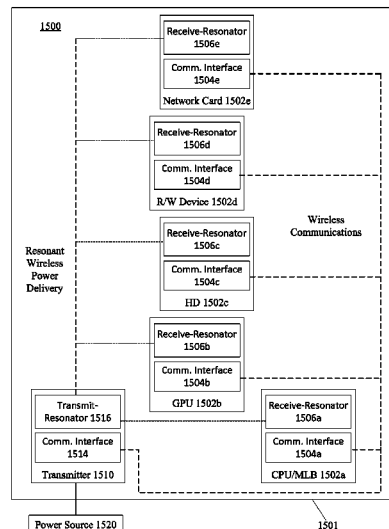 1500
Receive-Resonator
1506e
Comm. Interface
1504e
Network Card 1502e
Receive-Resonator
1506d
Comm. Interface
1504d
R/W Device 1502d
Resonant
Wireless
Power
Delivery
Wireless
Communications
Receive-Resonator
1506c
Comm. Interface
1504c
HD 1502c
Receive-Resonator
1506b
Comm. Interface
1504b
GPU 1502b
Transmit-
Resonator 1516
Comm. Interface
1514
Transmitter 1510
Receive-Resonator
1506a
Comm. Interface
1504a
CPU/MLB 1502a
Power Source 1520
1501